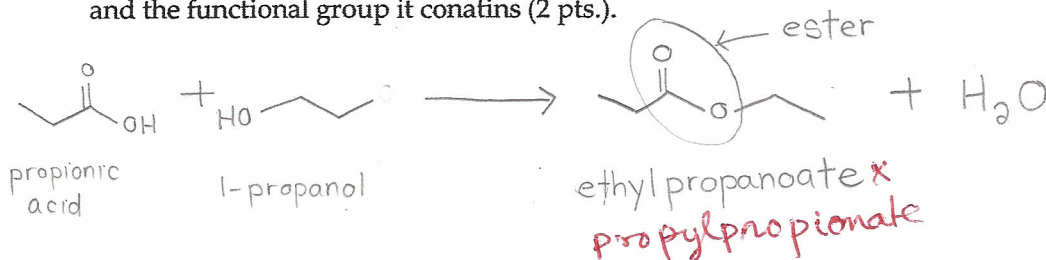 and the functional group it conatins (2 pts.).
ester
O
OH
+
HO
O
O
+ H₂O
propionic
acid
1-propanol
ethyl propanoate x
propylpropionate